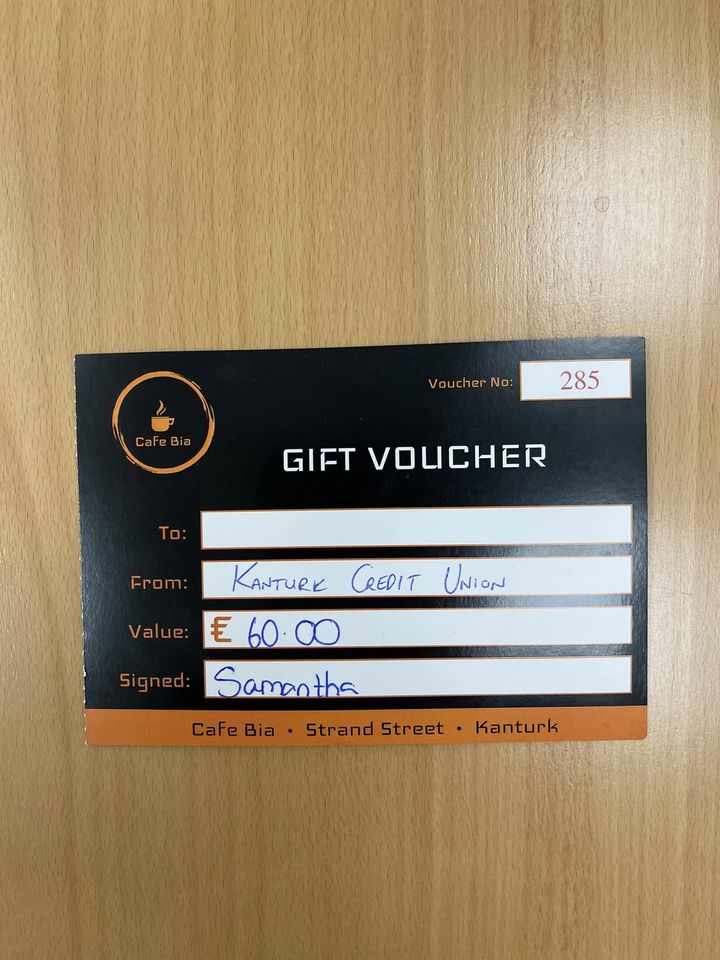 Voucher No: 285
Cafe Bia
GIFT VOUCHER
To:
From: KANTURK CREDIT UNION
Value: € 60.00
Signed: Samantha
Cafe Bia • Strand Street • Kanturk